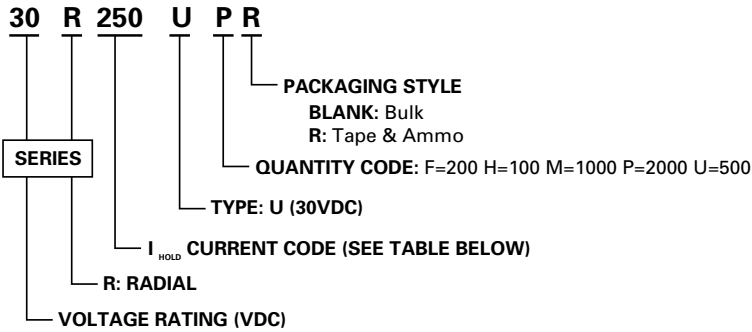 30 R 250 U P R
PACKAGING STYLE
BLANK: Bulk
R: Tape & Ammo
SERIES
QUANTITY CODE: F=200 H=100 M=1000 P=2000 U=500
TYPE: U (30VDC)
I HOLD CURRENT CODE (SEE TABLE BELOW)
R: RADIAL
VOLTAGE RATING (VDC)